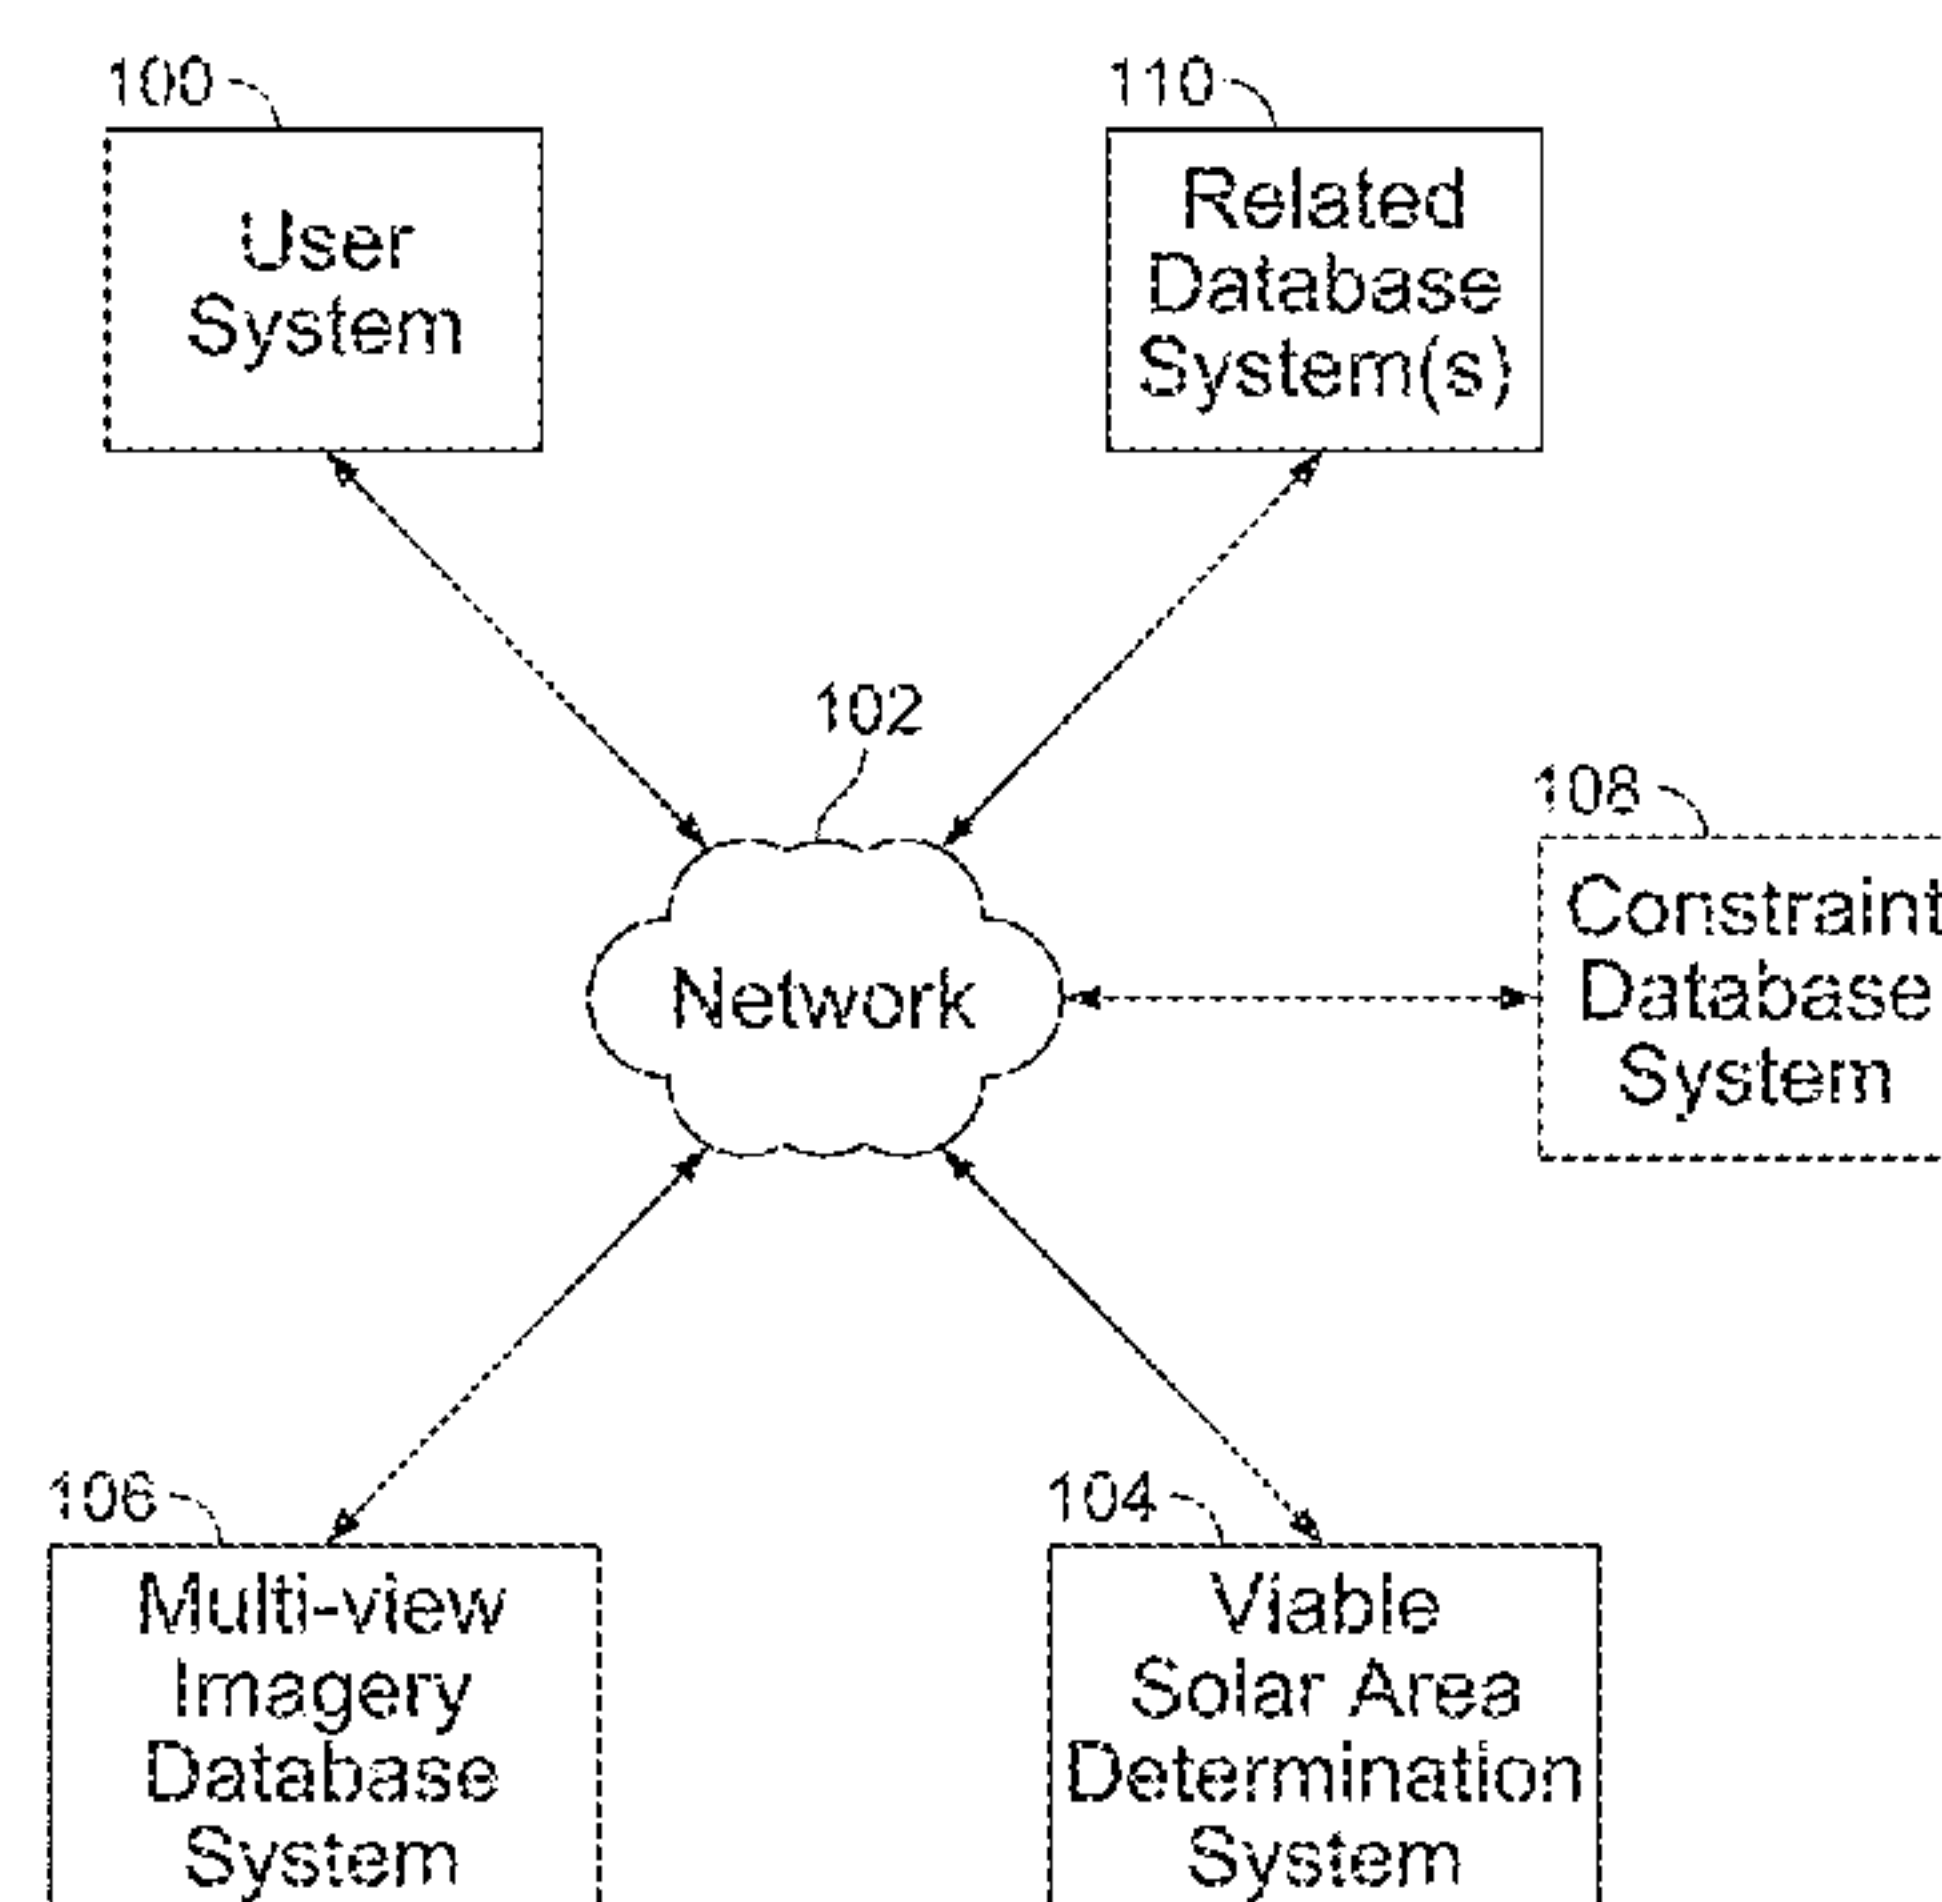 100
User
System
110
Related
Database
System(s)
102
Network
108
Constraint
Database
System
106
Multi-view
Imagery
Database
System
104
Viable
Solar Area
Determination
System